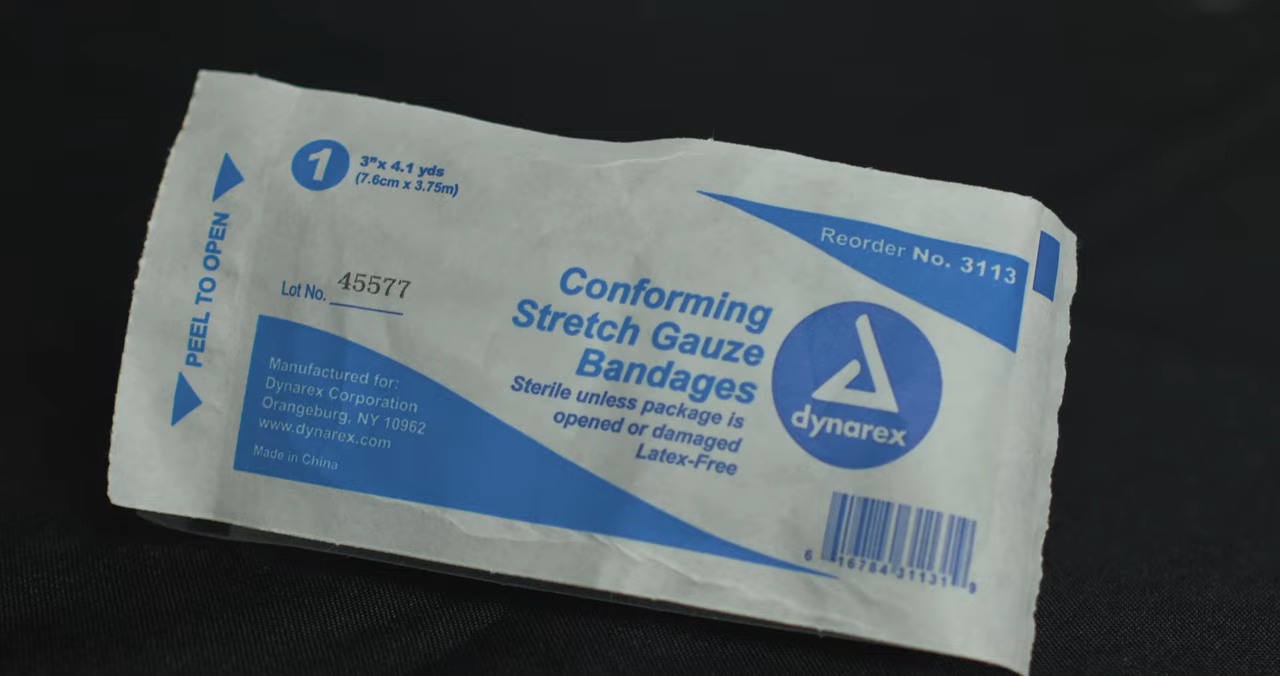 1
3"x 4.1 yds
(7.6cm x 3.75m)
PEEL TO OPEN
Reorder No. 3113
Lot No. 45577
Conforming
Stretch Gauze
Bandages
Sterile unless package is
opened or damaged
Latex-Free
dynarex
Manufactured for:
Dynarex Corporation
Orangeburg, NY 10962
www.dynarex.com
Made in China
6 16784 31131 9